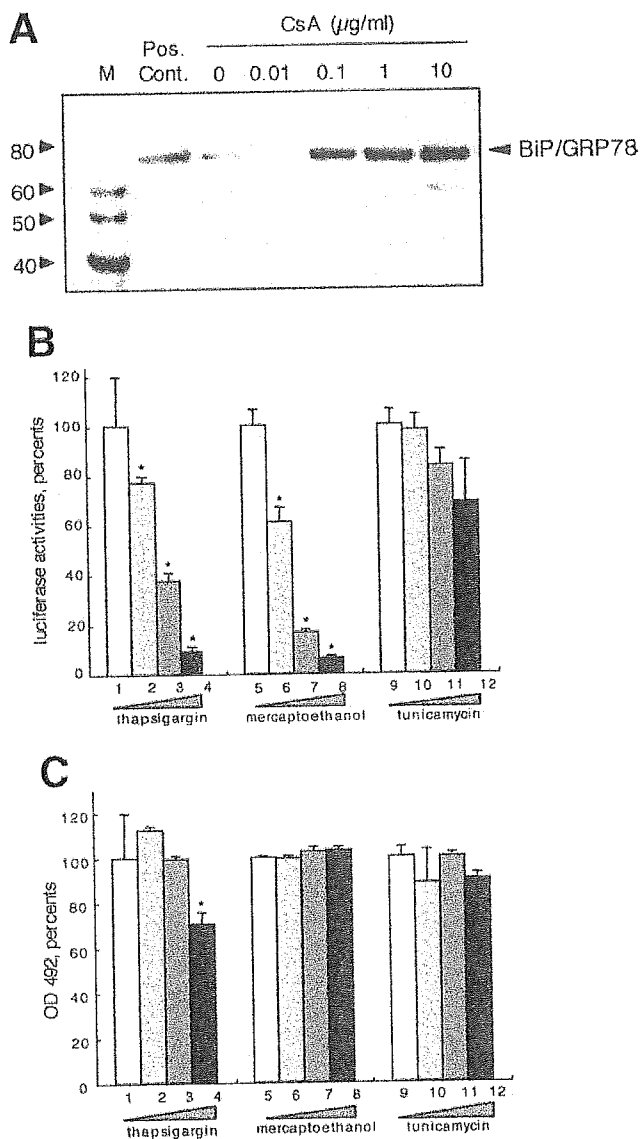 A
CsA (µg/ml)
Pos.
M Cont. 0 0.01 0.1 1 10
80
BiP/GRP78
60
50
40
B
luciferase activities, percents
120
100
80
60
40
20
0
1 2 3 4 5 6 7 8 9 10 11 12
thapsigargin mercaptoethanol tunicamycin
C
OD 492, percents
120
100
80
60
40
20
0
1 2 3 4 5 6 7 8 9 10 11 12
thapsigargin mercaptoethanol tunicamycin